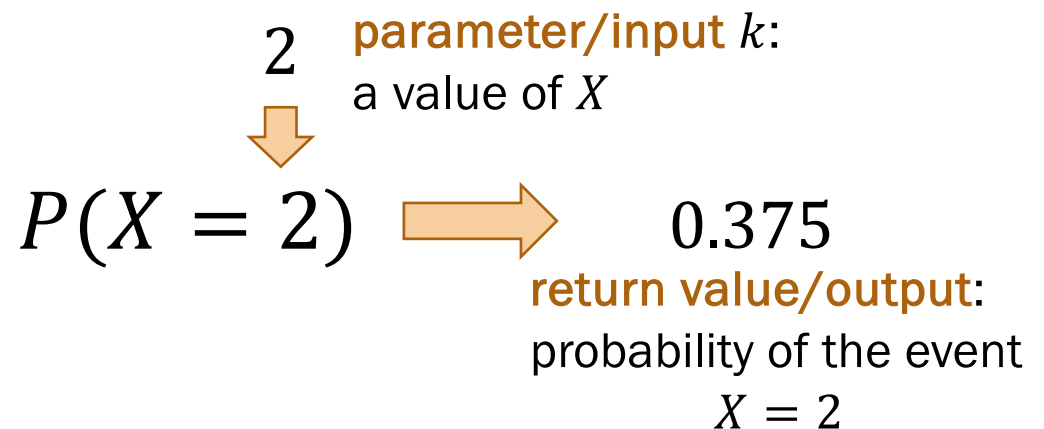 2
parameter/input k:
a value of X
P(X = 2)
0.375
return value/output:
probability of the event
X = 2